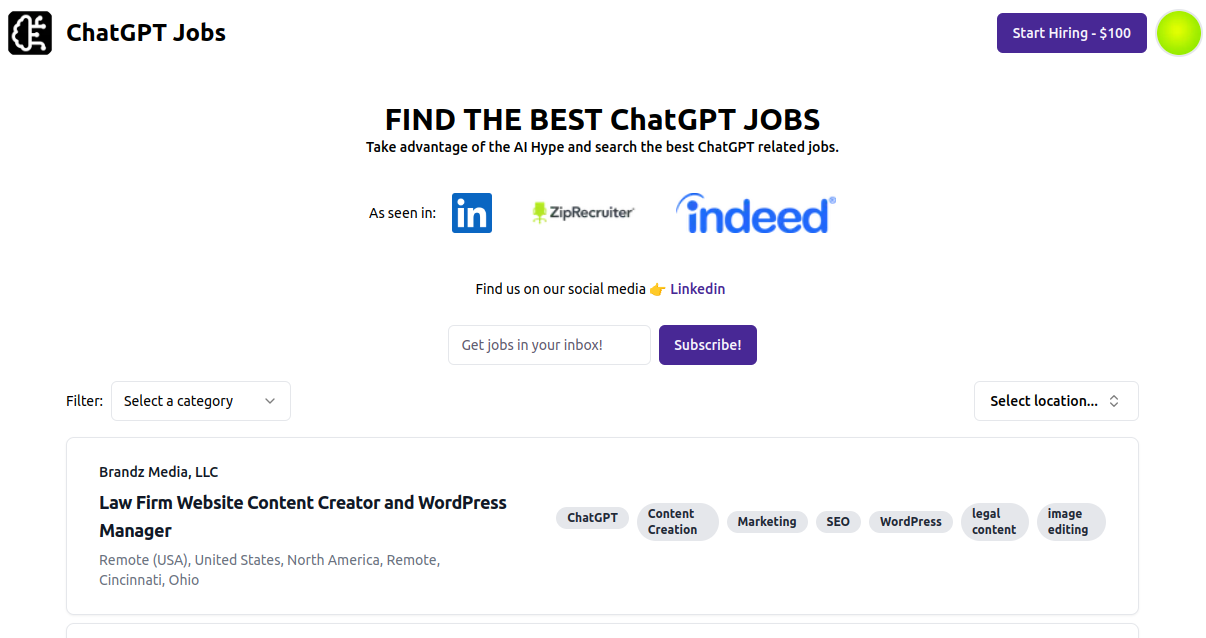 ChatGPT Jobs
Start Hiring - $100
FIND THE BEST ChatGPT JOBS
Take advantage of the AI Hype and search the best ChatGPT related jobs.
As seen in:
in
ZipRecruiter
indeed®
Find us on our social media 👉 Linkedin
Get jobs in your inbox!
Subscribe!
Filter:
Select a category
Select location...
Brandz Media, LLC
Law Firm Website Content Creator and WordPress
Manager
Remote (USA), United States, North America, Remote,
Cincinnati, Ohio
ChatGPT
Content
Creation
Marketing
SEO
WordPress
legal
content
image
editing